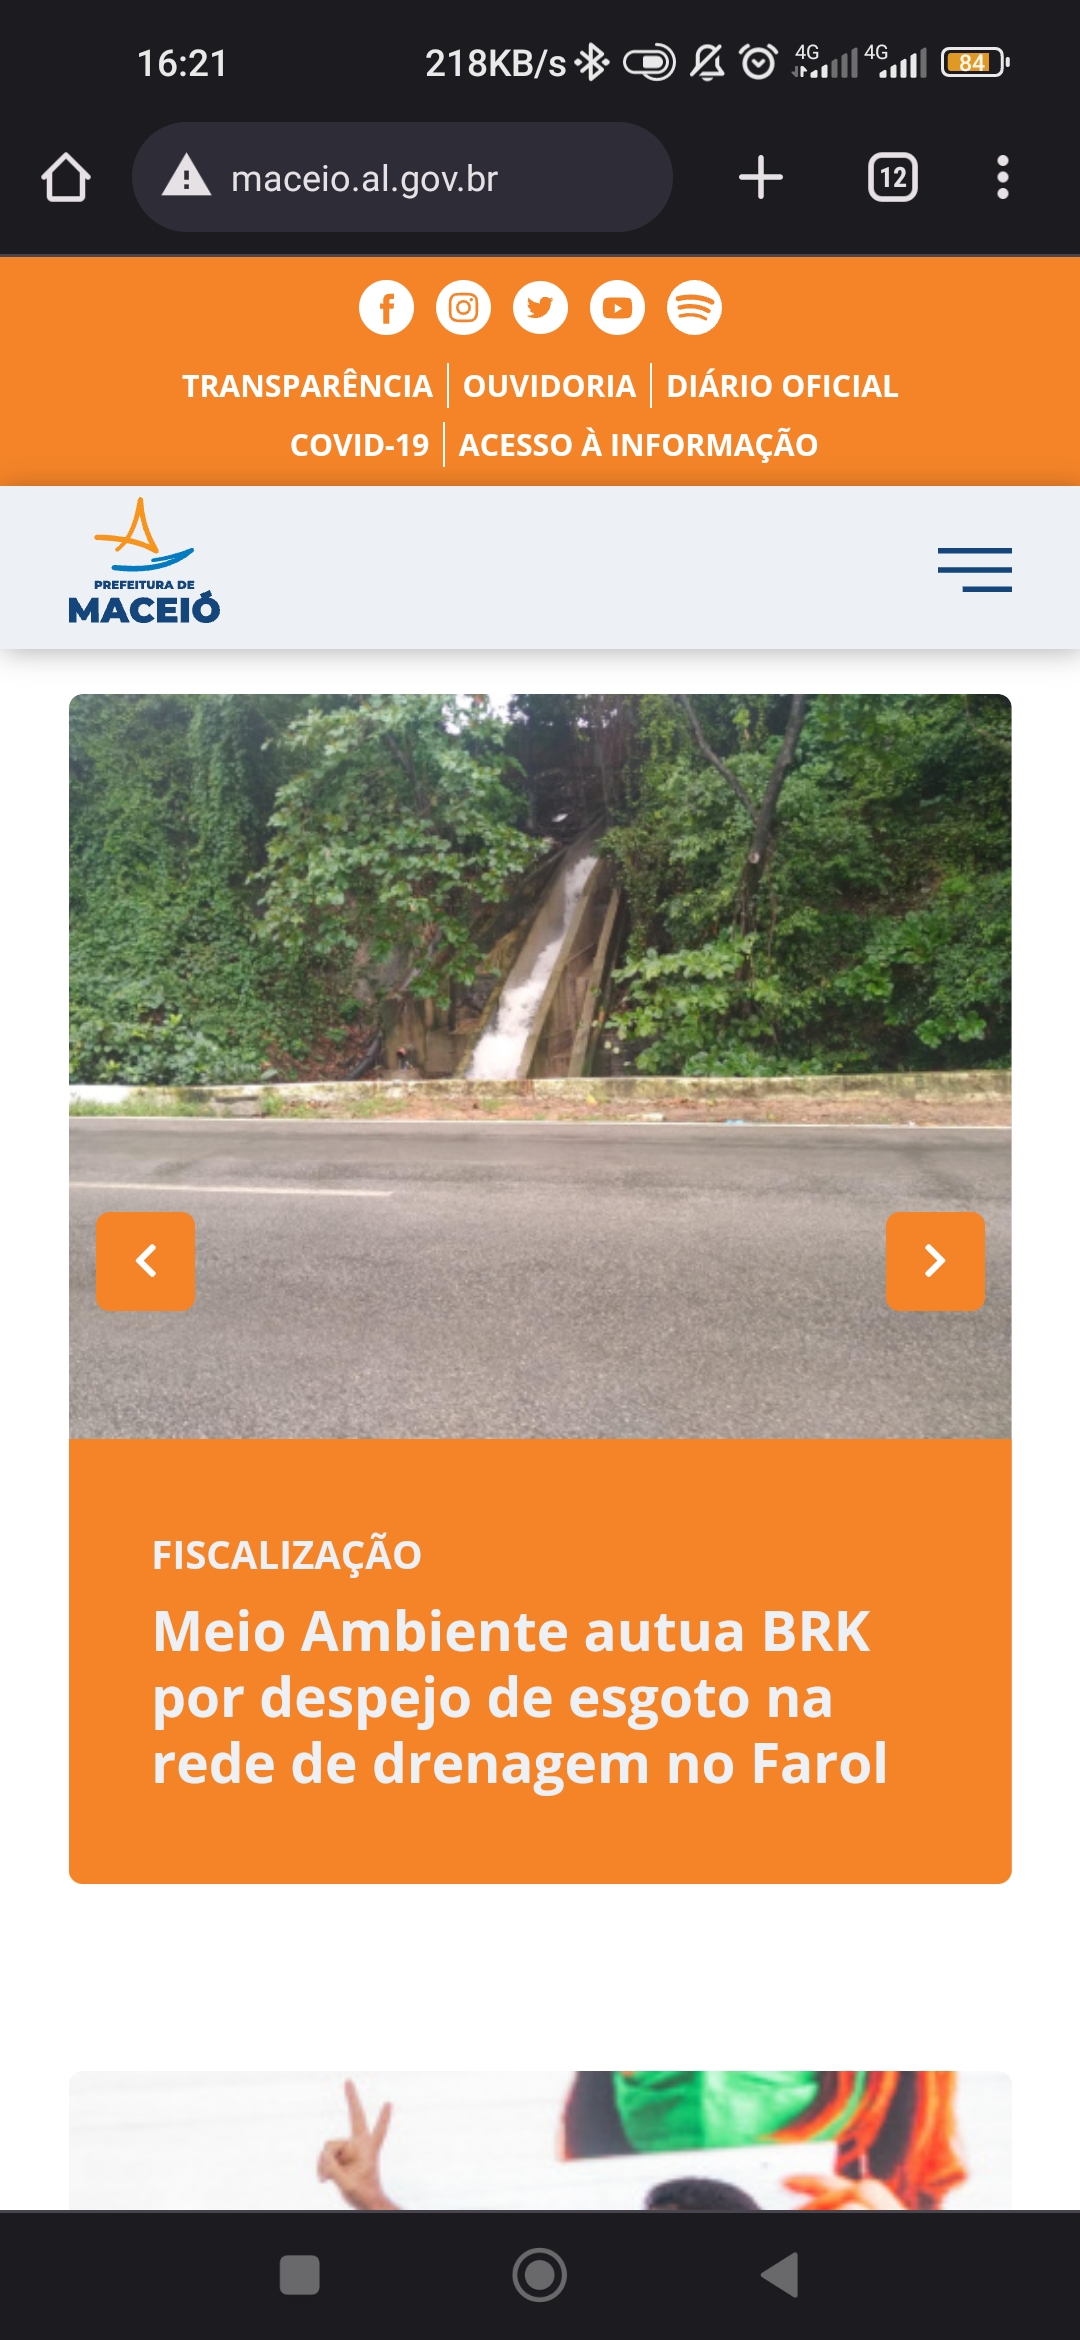 16:21
218KB/s
4G
4G
84
maceio.al.gov.br
12
TRANSPARÊNCIA
OUVIDORIA
DIÁRIO OFICIAL
COVID-19
ACESSO À INFORMAÇÃO
PREFEITURA DE
MACEIÓ
FISCALIZAÇÃO
Meio Ambiente autua BRK
por despejo de esgoto na
rede de drenagem no Farol